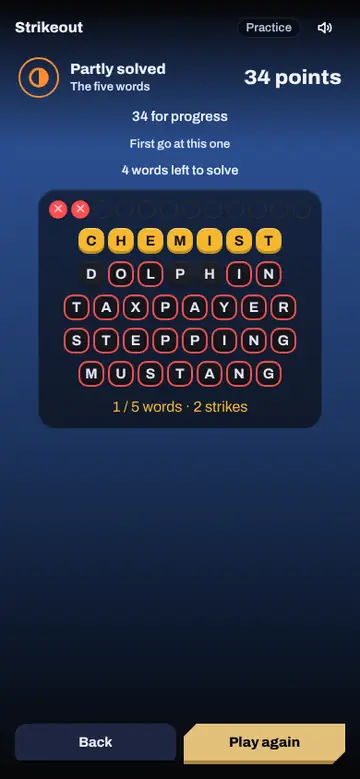 Strikeout
Practice
Partly solved
The five words
34 points
34 for progress
First go at this one
4 words left to solve
CHEMIST
DOLPHIN
TAXPAYER
STEPPING
MUSTANG
1 / 5 words · 2 strikes
Back
Play again